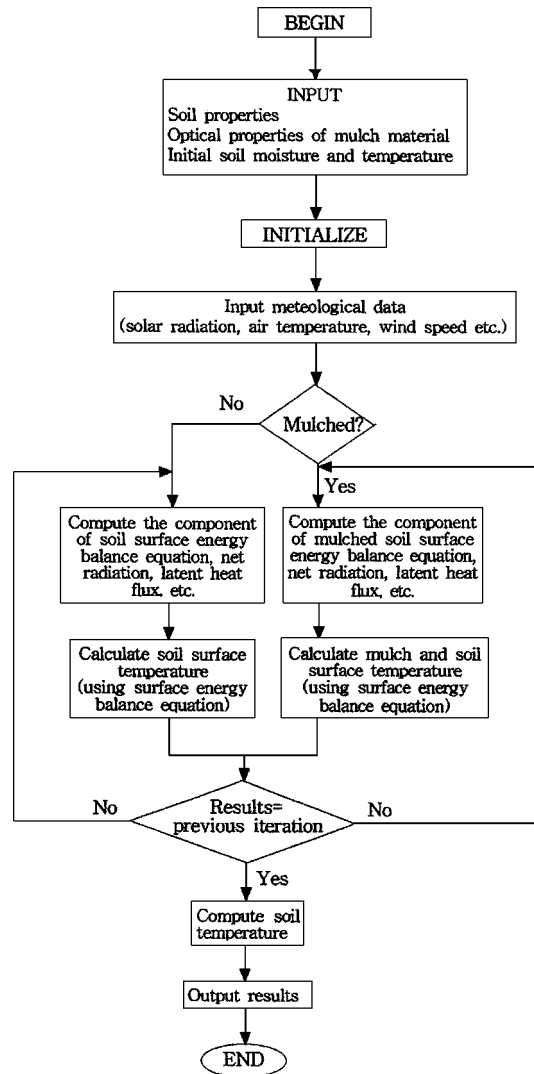 BEGIN
INPUT
Soil properties
Optical properties of mulch material
Initial soil moisture and temperature
INITIALIZE
Input meteological data
(solar radiation, air temperature, wind speed etc.)
Mulched?
No
Yes
Compute the component
of soil surface energy
balance equation, net
radiation, latent heat
flux, etc.
Compute the component
of mulched soil surface
energy balance equation,
net radiation, latent heat
flux, etc.
Calculate soil surface
temperature
(using surface energy
balance equation)
Calculate mulch and soil
surface temperature
(using surface energy
balance equation)
No
Results=
previous iteration
No
Yes
Compute soil
temperature
Output results
END